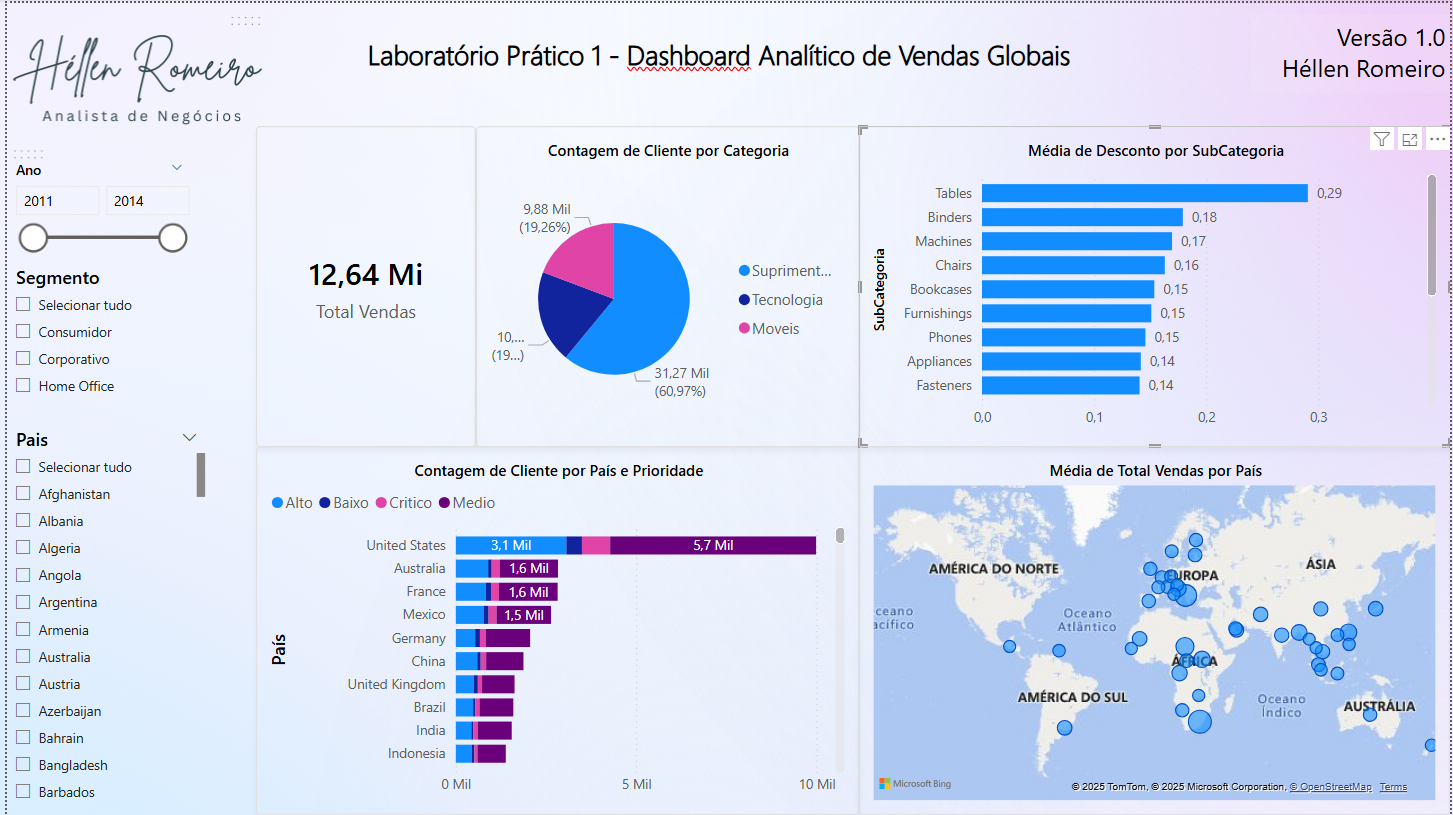 Héllen Romeiro
Analista de Negócios
Laboratório Prático 1 - Dashboard Analítico de Vendas Globais
Versão 1.0
Héllen Romeiro
Ano
2011
2014
Segmento
Selecionar tudo
Consumidor
Corporativo
Home Office
Pais
Selecionar tudo
Afghanistan
Albania
Algeria
Angola
Argentina
Armenia
Australia
Austria
Azerbaijan
Bahrain
Bangladesh
Barbados
12,64 Mi
Total Vendas
Contagem de Cliente por Categoria
9,88 Mil
(19,26%)
10,...
(19...)
31,27 Mil
(60,97%)
Supriment...
Tecnologia
Moveis
Média de Desconto por SubCategoria
SubCategoria
Tables 0,29
Binders 0,18
Machines 0,17
Chairs 0,16
Bookcases 0,15
Furnishings 0,15
Phones 0,15
Appliances 0,14
Fasteners 0,14
0,0 0,1 0,2 0,3
Contagem de Cliente por País e Prioridade
Alto Baixo Critico Medio
País
United States 3,1 Mil 5,7 Mil
Australia 1,6 Mil
France 1,6 Mil
Mexico 1,5 Mil
Germany
China
United Kingdom
Brazil
India
Indonesia
0 Mil 5 Mil 10 Mil
Média de Total Vendas por País
AMÉRICA DO NORTE
EUROPA
ÁSIA
ceano
acífico
Oceano
Atlântico
ÁFRICA
AMÉRICA DO SUL
Oceano
Índico
AUSTRÁLIA
Microsoft Bing
© 2025 TomTom, © 2025 Microsoft Corporation, © OpenStreetMap Terms